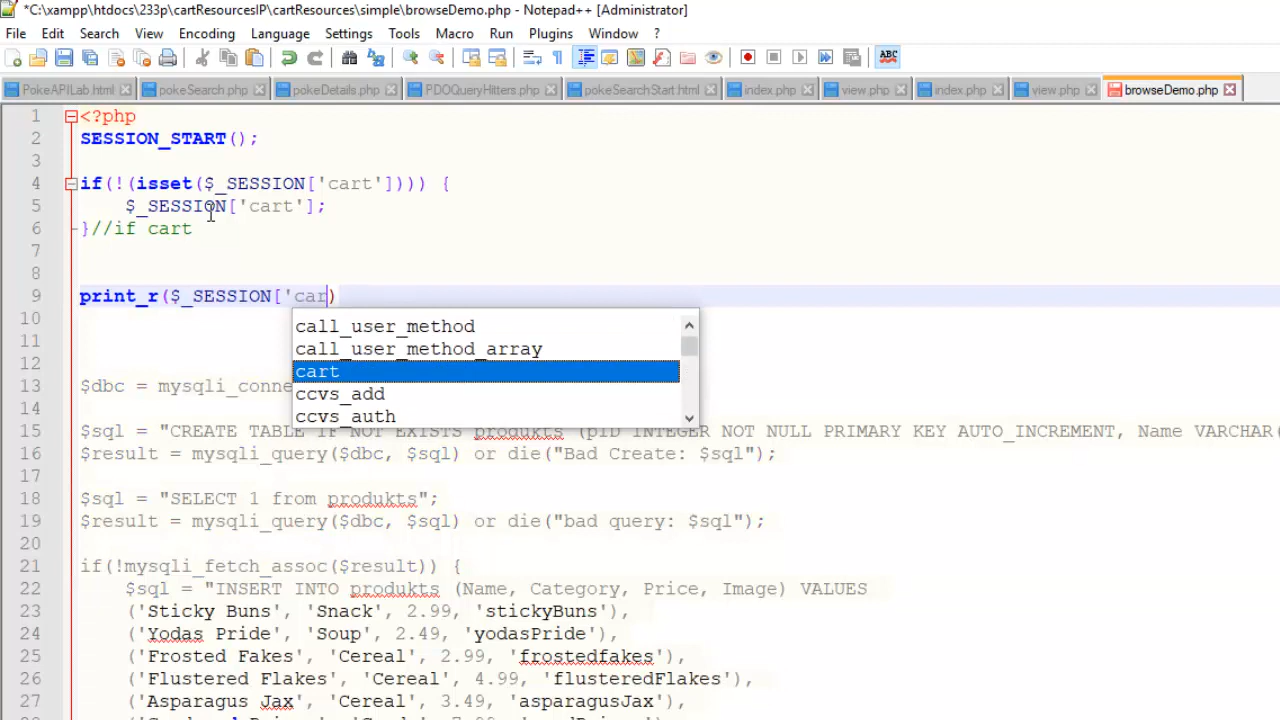 *C:\xampp\htdocs\233p\cartResourcesIP\cartResources\simple\browseDemo.php - Notepad++ [Administrator]
File Edit Search View Encoding Language Settings Tools Macro Run Plugins Window ?
ABC
PokeAPILab.html pokeSearch.php pokeDetails.php PDOQueryHitters.php pokeSearchStart.html index.php view.php index.php view.php browseDemo.php
1 <?php
2 SESSION_START();
3
4 if(!(isset($_SESSION['cart']))) {
5 $_SESSION['cart'];
6 }//if cart
7
8
9 print_r($_SESSION['car)
10
call_user_method
11
call_user_method_array
12
cart
13 $dbc = mysqli_conne
ccvs_add
14
ccvs_auth
15 $sql = "CREATE TABLE IF NOT EXISTS produkts (pID INTEGER NOT NULL PRIMARY KEY AUTO_INCREMENT, Name VARCHAR(
16 $result = mysqli_query($dbc, $sql) or die("Bad Create: $sql");
17
18 $sql = "SELECT 1 from produkts";
19 $result = mysqli_query($dbc, $sql) or die("bad query: $sql");
20
21 if(!mysqli_fetch_assoc($result)) {
22 $sql = "INSERT INTO produkts (Name, Category, Price, Image) VALUES
23 ('Sticky Buns', 'Snack', 2.99, 'stickyBuns'),
24 ('Yodas Pride', 'Soup', 2.49, 'yodasPride'),
25 ('Frosted Fakes', 'Cereal', 2.99, 'frostedfakes'),
26 ('Flustered Flakes', 'Cereal', 4.99, 'flusteredFlakes'),
27 ('Asparagus Jax', 'Cereal', 3.49, 'asparagusJax'),